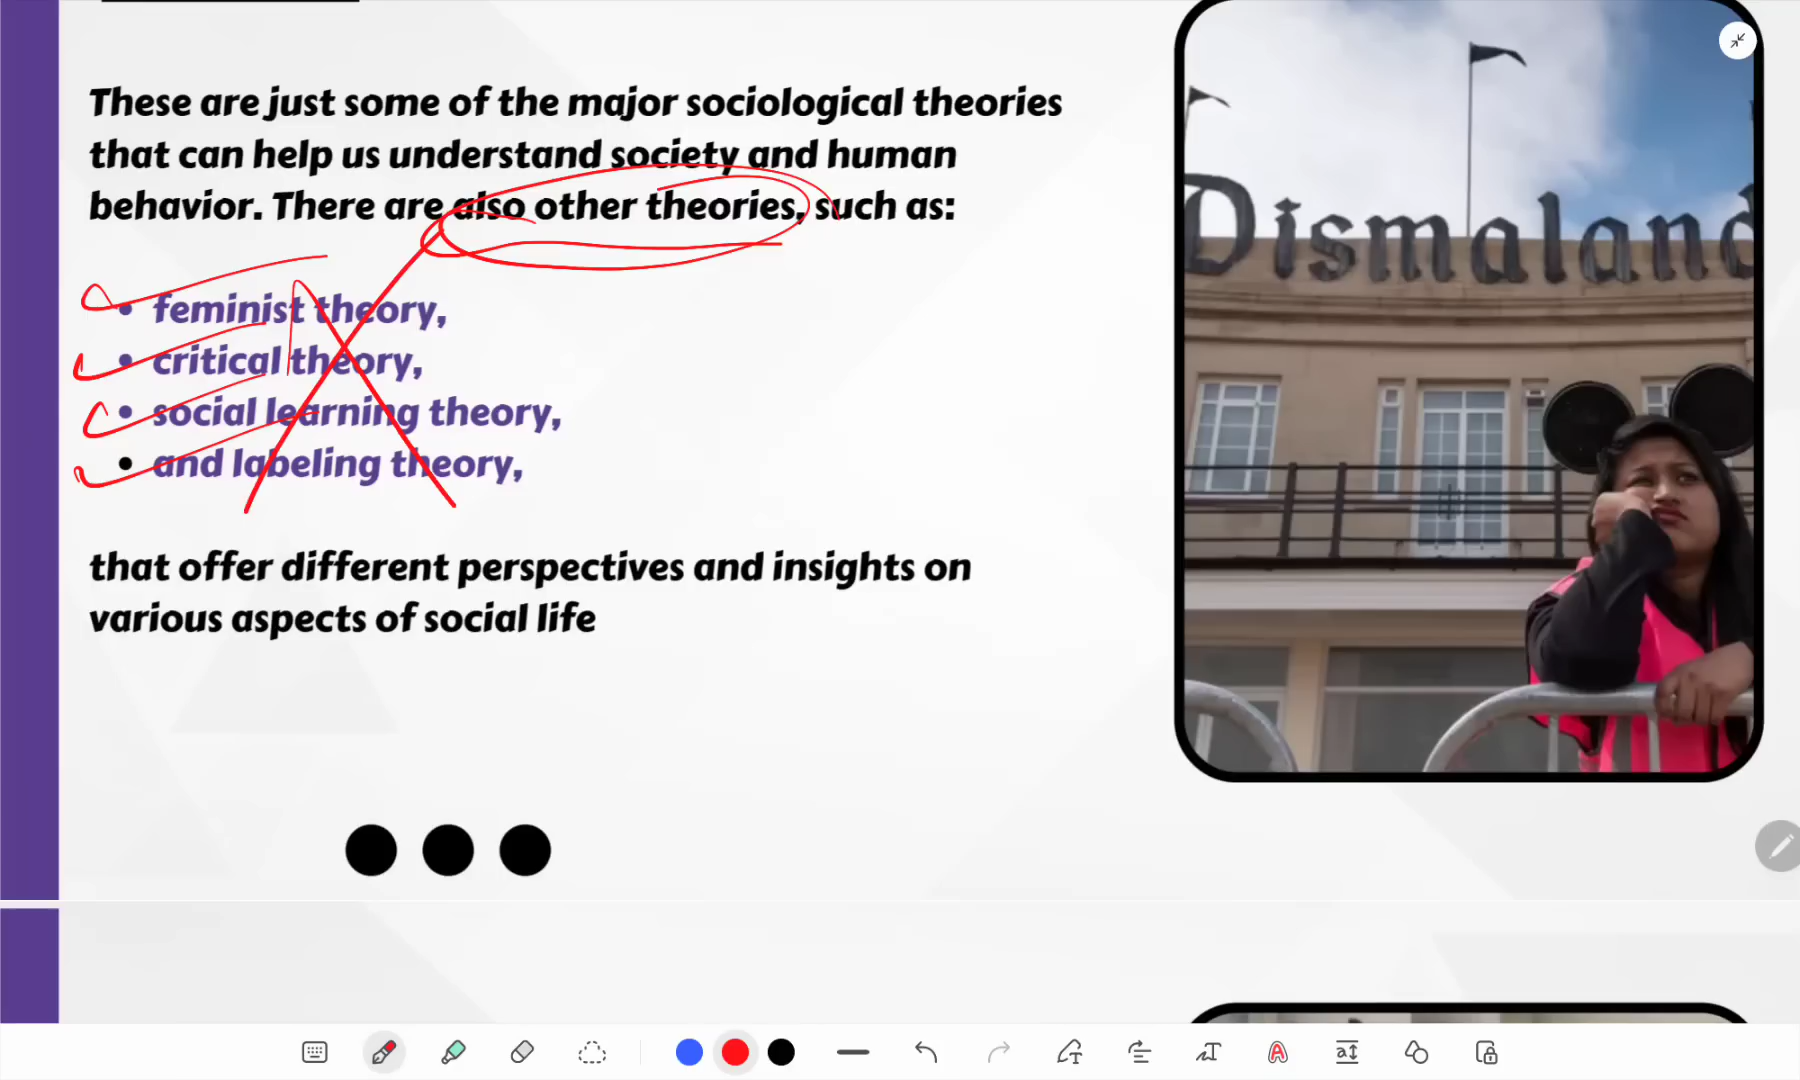 These are just some of the major sociological theories
that can help us understand society and human
behavior. There are also other theories, such as:
• feminist theory,
• critical theory,
• social learning theory,
• and labeling theory,
that offer different perspectives and insights on
various aspects of social life
Dismaland